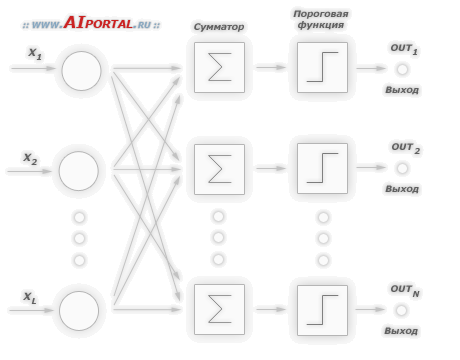 :: www.AIPORTAL.RU ::
Сумматор
Пороговая
функция
X1
OUT1
Выход
X2
OUT2
Выход
XL
OUTN
Выход